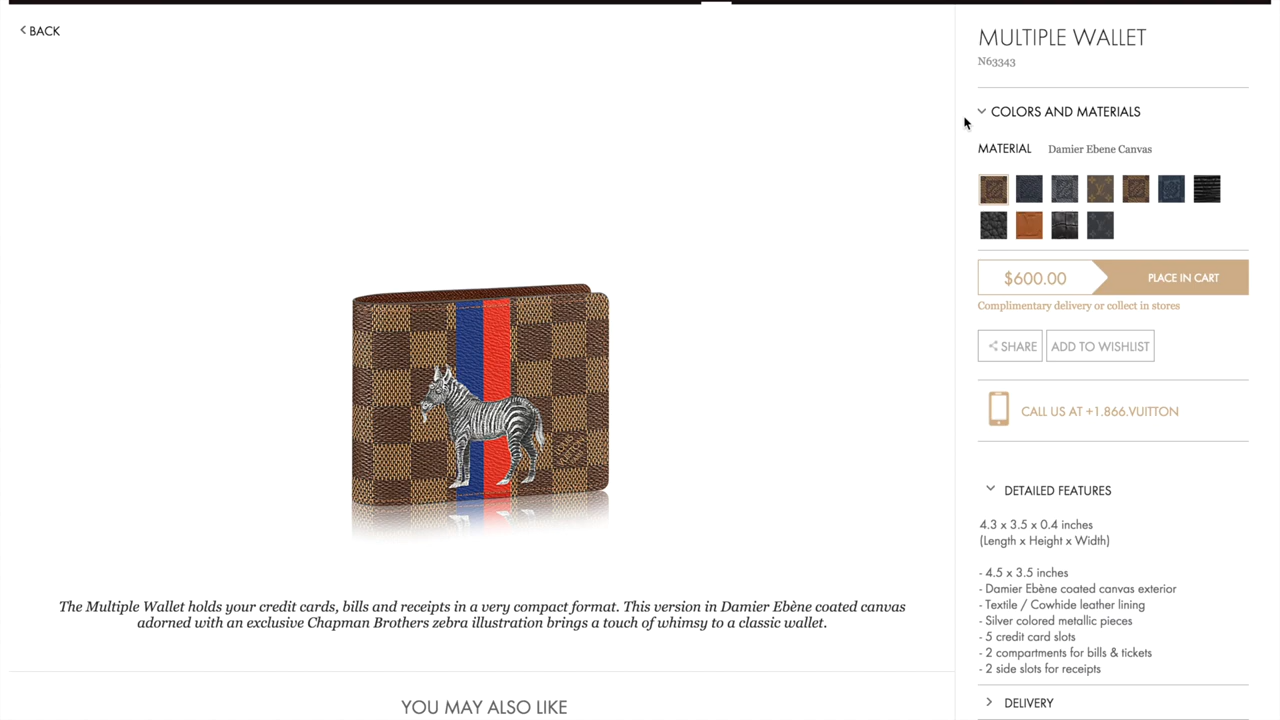 BACK
MULTIPLE WALLET
N63343
COLORS AND MATERIALS
MATERIAL Damier Ebene Canvas
$600.00 PLACE IN CART
Complimentary delivery or collect in stores
SHARE ADD TO WISHLIST
CALL US AT +1.866.VUITTON
DETAILED FEATURES
4.3 x 3.5 x 0.4 inches
(Length x Height x Width)
- 4.5 x 3.5 inches
- Damier Ebène coated canvas exterior
- Textile / Cowhide leather lining
- Silver colored metallic pieces
- 5 credit card slots
- 2 compartments for bills & tickets
- 2 side slots for receipts
DELIVERY
The Multiple Wallet holds your credit cards, bills and receipts in a very compact format. This version in Damier Ebène coated canvas
adorned with an exclusive Chapman Brothers zebra illustration brings a touch of whimsy to a classic wallet.
YOU MAY ALSO LIKE